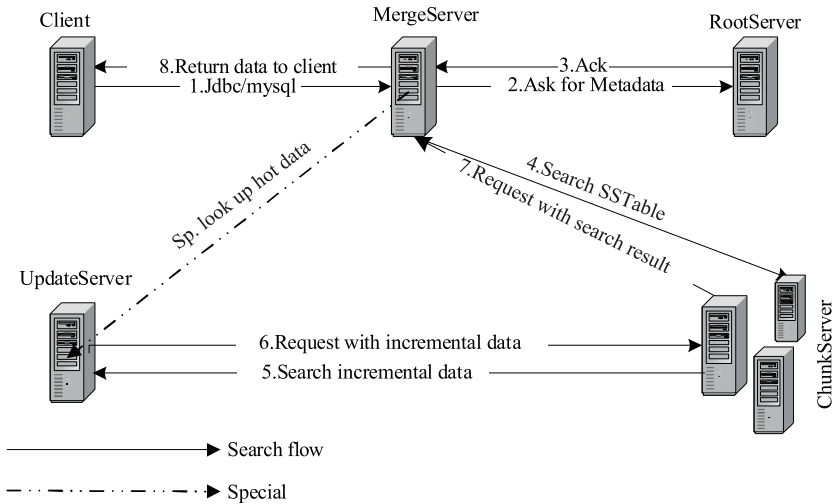 Client
MergeServer
RootServer
8.Return data to client
3.Ack
1.Jdbc/mysql
2.Ask for Metadata
Sp. look up hot data
4.Search SSTable
7.Request with search result
UpdateServer
ChunkServer
6.Request with incremental data
5.Search incremental data
Search flow
Special